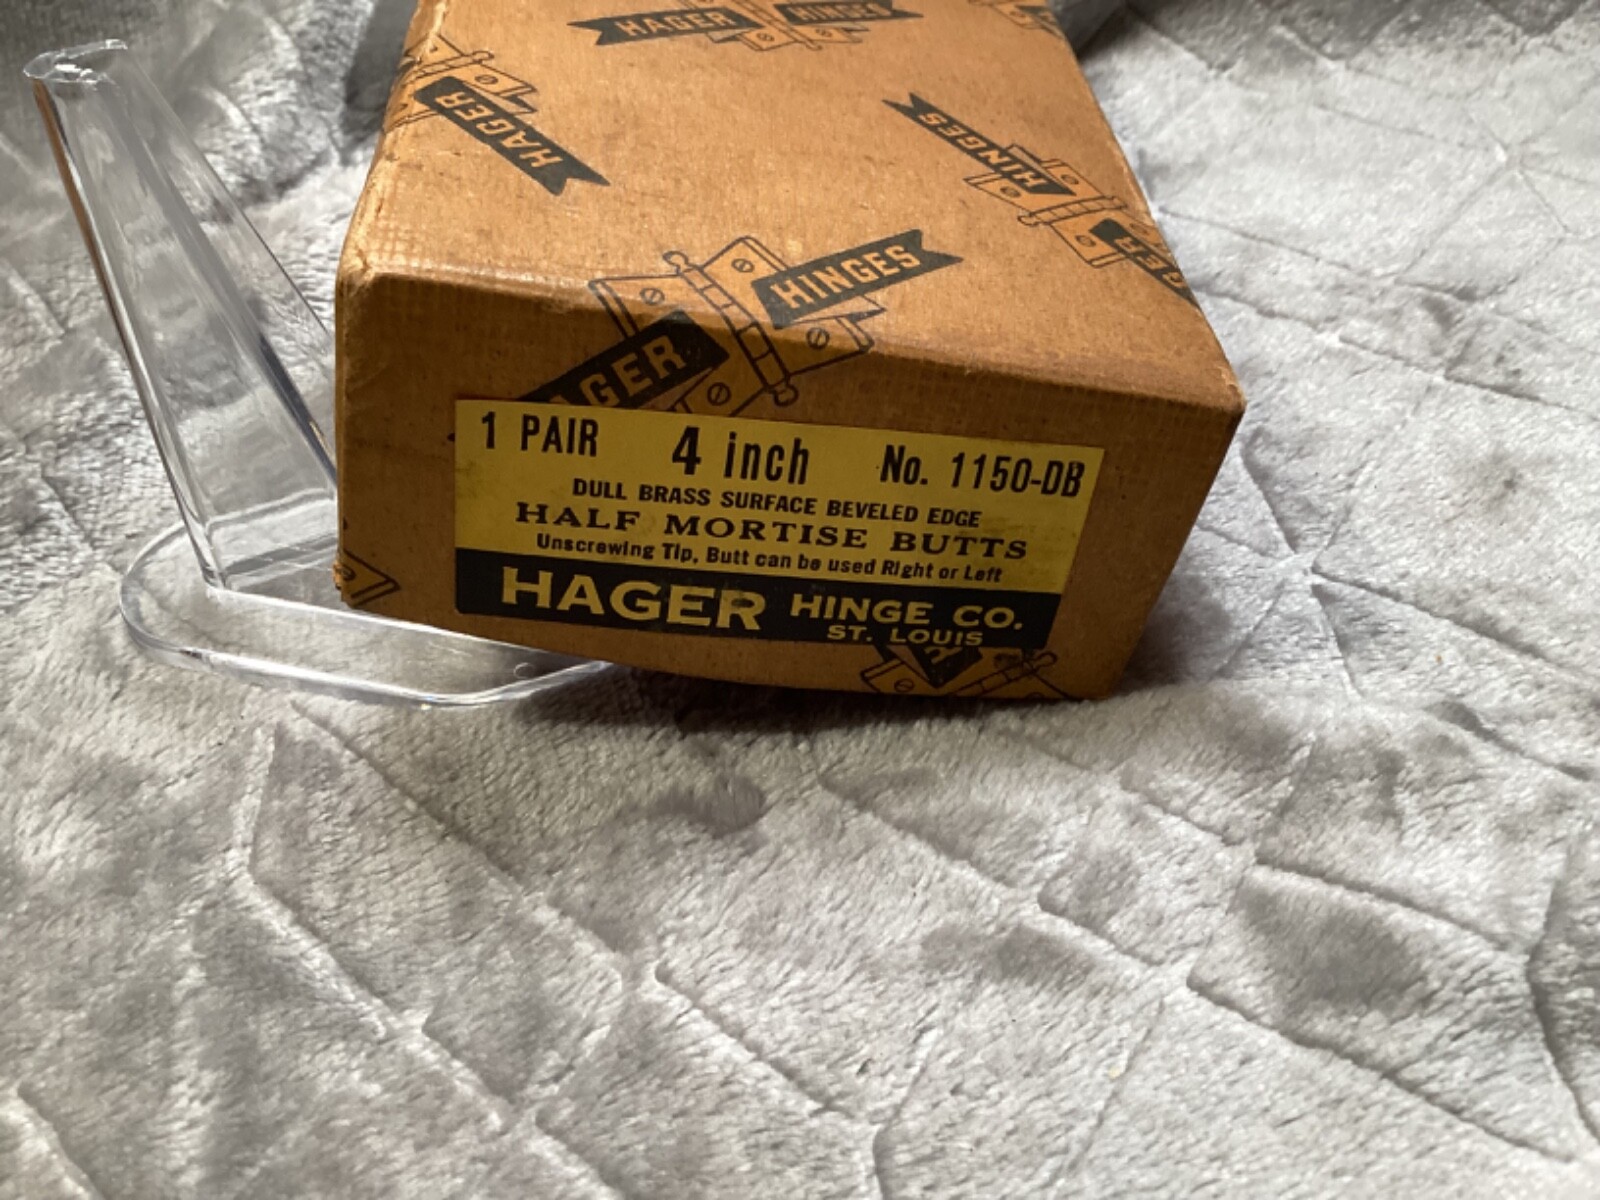 HAGER HINGES
HAGER
HINGES
HAGER
HINGES
HAGER
1 PAIR 4 inch No. 1150-DB
DULL BRASS SURFACE BEVELED EDGE
HALF MORTISE BUTTS
Unscrewing Tip, Butt can be used Right or Left
HAGER HINGE CO.
ST. LOUIS